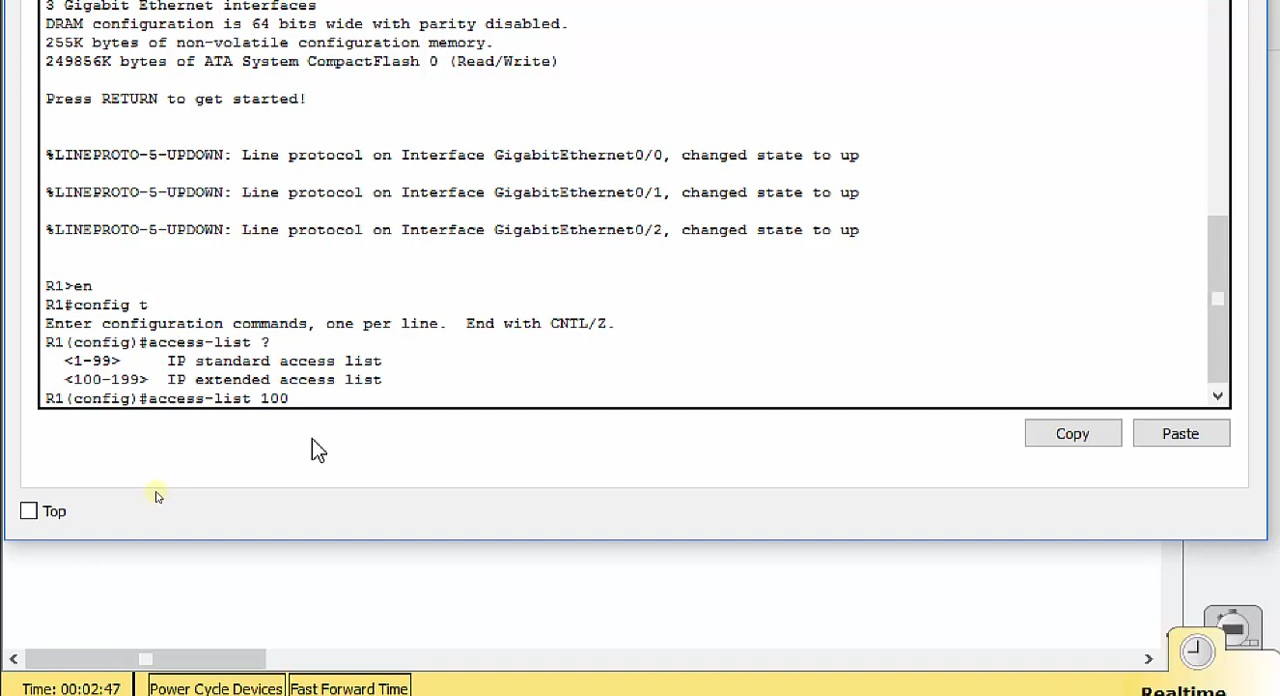 3 Gigabit Ethernet interfaces
DRAM configuration is 64 bits wide with parity disabled.
255K bytes of non-volatile configuration memory.
249856K bytes of ATA System CompactFlash 0 (Read/Write)
Press RETURN to get started!
%LINEPROTO-5-UPDOWN: Line protocol on Interface GigabitEthernet0/0, changed state to up
%LINEPROTO-5-UPDOWN: Line protocol on Interface GigabitEthernet0/1, changed state to up
%LINEPROTO-5-UPDOWN: Line protocol on Interface GigabitEthernet0/2, changed state to up
R1>en
R1#config t
Enter configuration commands, one per line.  End with CNTL/Z.
R1(config)#access-list ?
  <1-99>     IP standard access list
  <100-199>  IP extended access list
R1(config)#access-list 100
Copy Paste
Top
Time: 00:02:47 Power Cycle Devices Fast Forward Time
Realtime